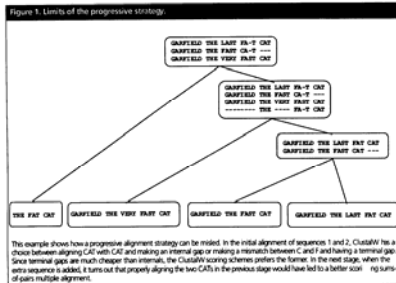 Figure 1. Limits of the progressive strategy.
GARFIELD THE LAST FA-T CAT
GARFIELD THE FAST CA-T ---
GARFIELD THE VERY FAST CAT
GARFIELD THE LAST FA-T CAT
GARFIELD THE FAST CA-T ---
GARFIELD THE VERY FAST CAT
-------- THE ---- FA-T CAT
GARFIELD THE LAST FAT CAT
GARFIELD THE FAST CAT ---
THE FAT CAT
GARFIELD THE VERY FAST CAT
GARFIELD THE FAST CAT
GARFIELD THE LAST FAT CAT
This example shows how a progressive alignment strategy can be misled. In the initial alignment of sequences 1 and 2, ClustalW has a
choice between aligning CAT with CAT and making an internal gap or making a mismatch between C and F and having a terminal gap.
Since terminal gaps are much cheaper than internals, the ClustalW scoring schemes prefers the former. In the next stage, when the
extra sequence is added, it turns out that properly aligning the two CATs in the previous stage would have led to a better scori ng sums-
of-pairs multiple alignment.